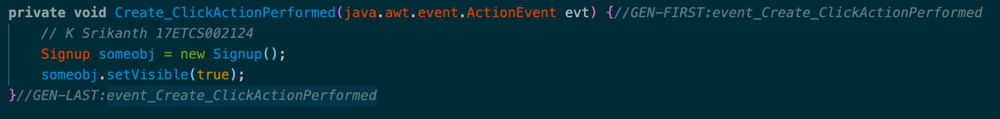 private void Create_ClickActionPerformed(java.awt.event.ActionEvent evt) {//GEN-FIRST:event_Create_ClickActionPerformed
    // K Srikanth 17ETCS002124
    Signup someobj = new Signup();
    someobj.setVisible(true);
}//GEN-LAST:event_Create_ClickActionPerformed